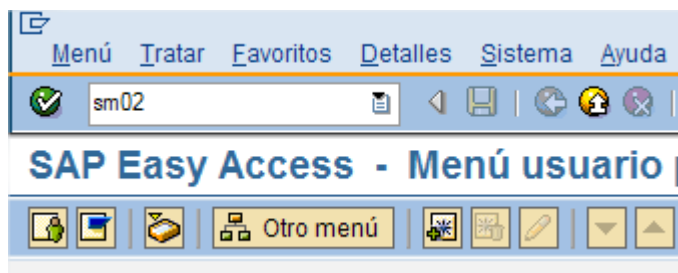 Menú Tratar Favoritos Detalles Sistema Ayuda
sm02
SAP Easy Access - Menú usuario
Otro menú